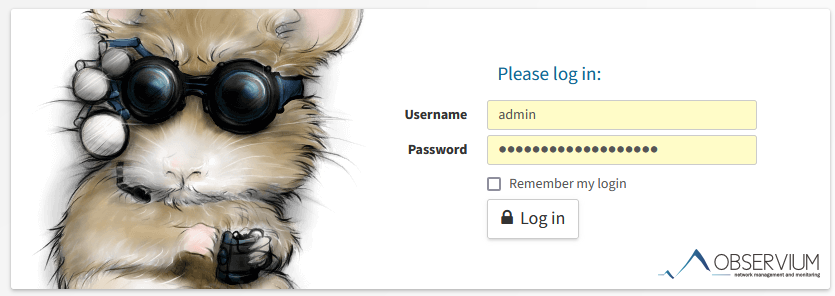 Please log in:
Username
admin
Password
●●●●●●●●●●●●●●●●●●●
Remember my login
Log in
OBSERVIUM
network management and monitoring